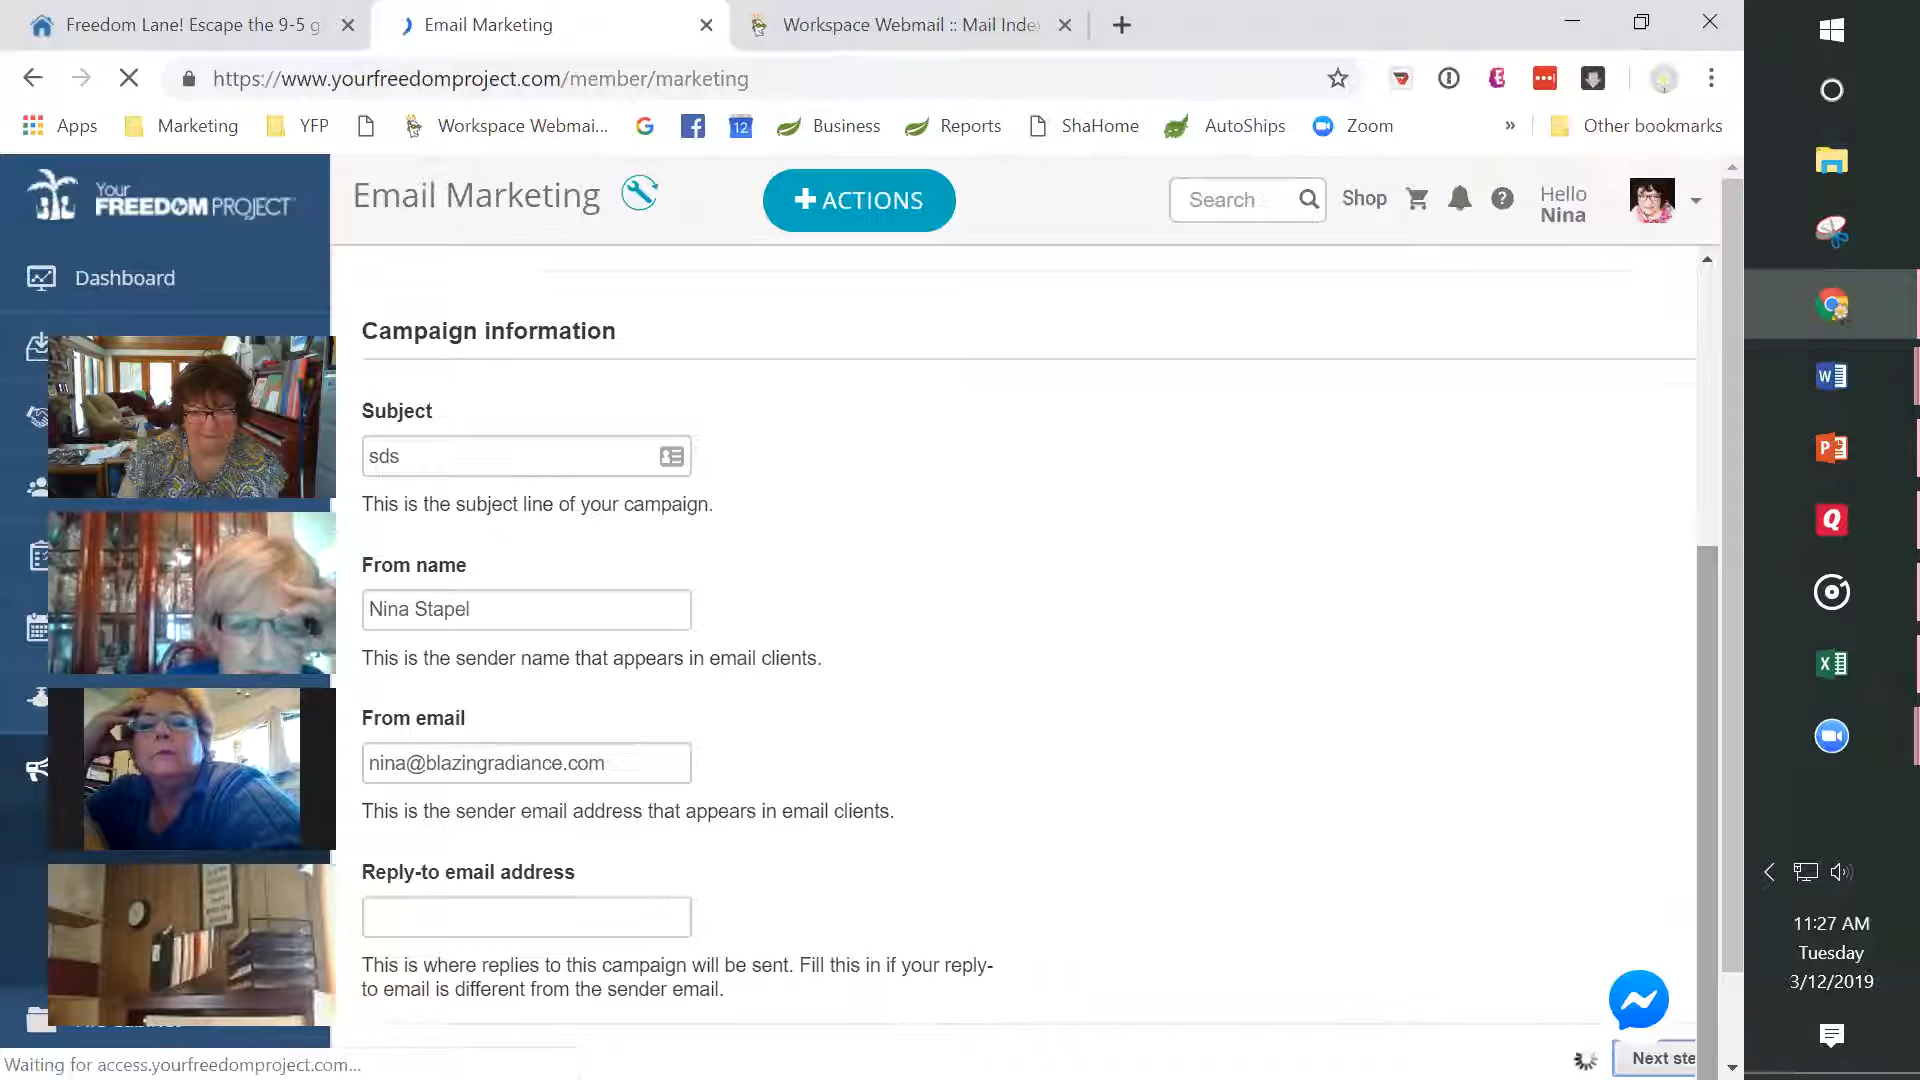 Freedom Lane! Escape the 9-5 g
Email Marketing
Workspace Webmail :: Mail Inde
https://www.yourfreedomproject.com/member/marketing
Apps
Marketing
YFP
Workspace Webmai...
12
Business
Reports
ShaHome
AutoShips
Zoom
»
Other bookmarks
Your
FREEDOM PROJECT
Email Marketing
+ ACTIONS
Search
Shop
Hello
Nina
Dashboard
Campaign information
Subject
sds
This is the subject line of your campaign.
From name
Nina Stapel
This is the sender name that appears in email clients.
From email
nina@blazingradiance.com
This is the sender email address that appears in email clients.
Reply-to email address
This is where replies to this campaign will be sent. Fill this in if your reply-
to email is different from the sender email.
Next ste
Waiting for access.yourfreedomproject.com...
11:27 AM
Tuesday
3/12/2019